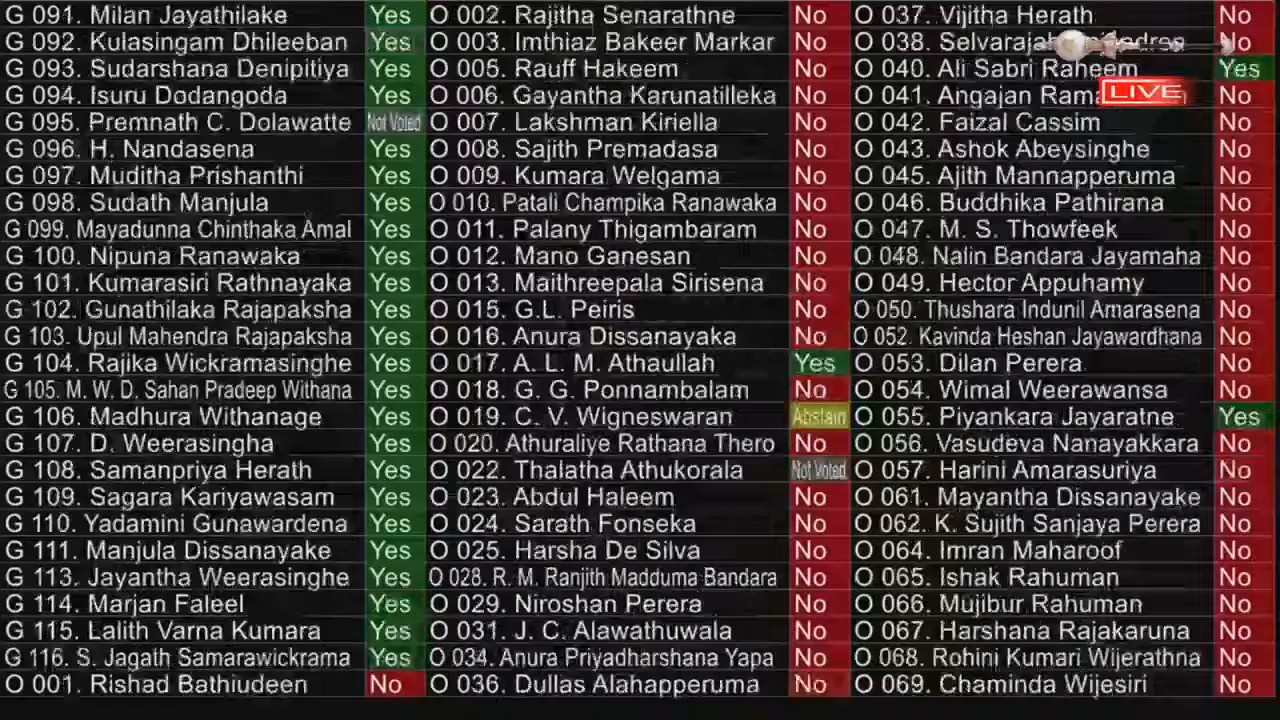 G 091. Milan Jayathilake Yes O 002. Rajitha Senarathne No O 037. Vijitha Herath No
G 092. Kulasingam Dhileeban Yes O 003. Imthiaz Bakeer Markar No O 038. No
G 093. Sudarshana Denipitiya Yes O 005. Rauff Hakeem No O 040. Ali Sabri Raheem Yes
G 094. Isuru Dodangoda Yes O 006. Gayantha Karunatilleka No O 041. Angajan No
LIVE
G 095. Premnath C. Dolawatte Not Voted O 007. Lakshman Kiriella No O 042. Faizal Cassim No
G 096. H. Nandasena Yes O 008. Sajith Premadasa No O 043. Ashok Abeysinghe No
G 097. Muditha Prishanthi Yes O 009. Kumara Welgama No O 045. Ajith Mannapperuma No
G 098. Sudath Manjula Yes O 010. Patali Champika Ranawaka No O 046. Buddhika Pathirana No
G 099. Mayadunna Chinthaka Amal Yes O 011. Palany Thigambaram No O 047. M. S. Thowfeek No
G 100. Nipuna Ranawaka Yes O 012. Mano Ganesan No O 048. Nalin Bandara Jayamaha No
G 101. Kumarasiri Rathnayaka Yes O 013. Maithreepala Sirisena No O 049. Hector Appuhamy No
G 102. Gunathilaka Rajapaksha Yes O 015. G.L. Peiris No O 050. Thushara Indunil Amarasena No
G 103. Upul Mahendra Rajapaksha Yes O 016. Anura Dissanayaka No O 052. Kavinda Heshan Jayawardhana No
G 104. Rajika Wickramasinghe Yes O 017. A. L. M. Athaullah Yes O 053. Dilan Perera No
G 105. M. W. D. Sahan Pradeep Withana Yes O 018. G. G. Ponnambalam No O 054. Wimal Weerawansa No
G 106. Madhura Withanage Yes O 019. C. V. Wigneswaran Abstain O 055. Piyankara Jayaratne Yes
G 107. D. Weerasingha Yes O 020. Athuraliye Rathana Thero No O 056. Vasudeva Nanayakkara No
G 108. Samanpriya Herath Yes O 022. Thalatha Athukorala Not Voted O 057. Harini Amarasuriya No
G 109. Sagara Kariyawasam Yes O 023. Abdul Haleem No O 061. Mayantha Dissanayake No
G 110. Yadamini Gunawardena Yes O 024. Sarath Fonseka No O 062. K. Sujith Sanjaya Perera No
G 111. Manjula Dissanayake Yes O 025. Harsha De Silva No O 064. Imran Maharoof No
G 113. Jayantha Weerasinghe Yes O 028. R. M. Ranjith Madduma Bandara No O 065. Ishak Rahuman No
G 114. Marjan Faleel Yes O 029. Niroshan Perera No O 066. Mujibur Rahuman No
G 115. Lalith Varna Kumara Yes O 031. J. C. Alawathuwala No O 067. Harshana Rajakaruna No
G 116. S. Jagath Samarawickrama Yes O 034. Anura Priyadharshana Yapa No O 068. Rohini Kumari Wijerathna No
O 001. Rishad Bathiudeen No O 036. Dullas Alahapperuma No O 069. Chaminda Wijesiri No